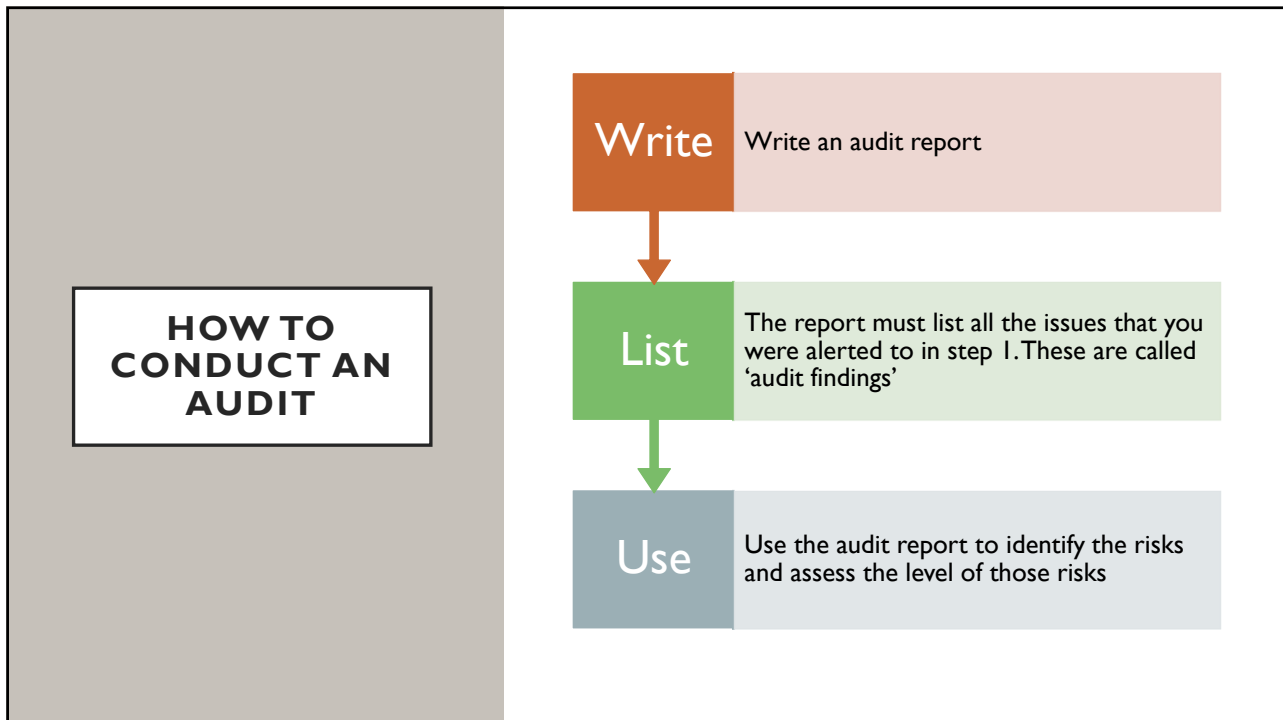 HOW TO
CONDUCT AN
AUDIT
Write
Write an audit report
List
The report must list all the issues that you
were alerted to in step 1. These are called
‘audit findings’
Use
Use the audit report to identify the risks
and assess the level of those risks